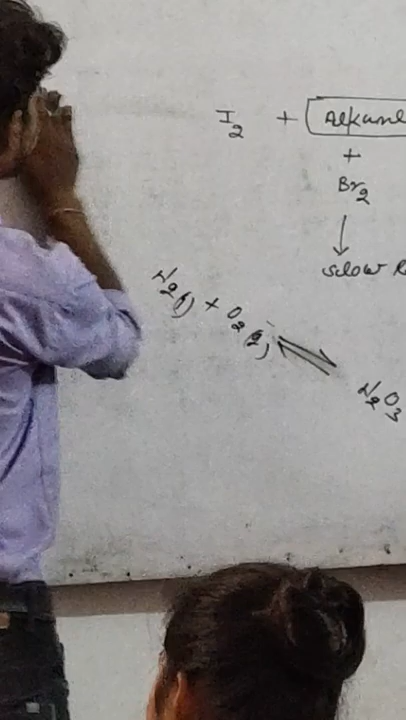 I2 + Alkane
+
Br2
↓
slow R
N2(g) + O2(g) ⇌
N2O3